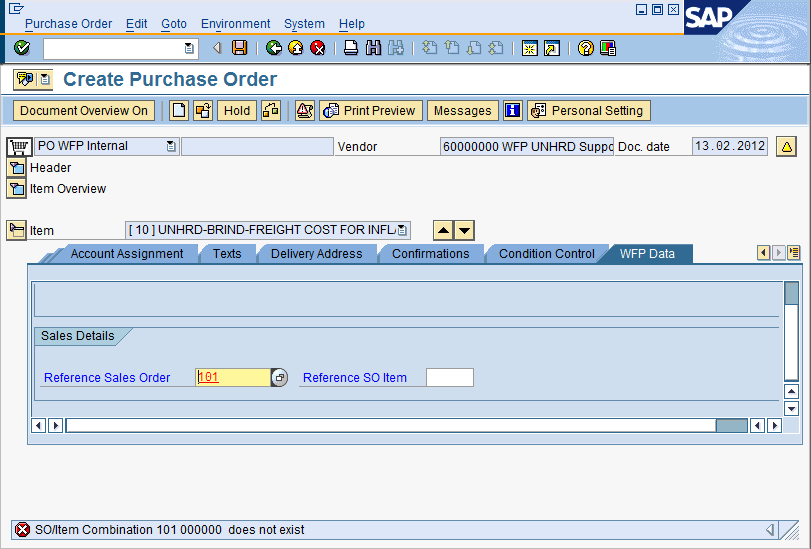 Purchase Order Edit Goto Environment System Help
SAP
Create Purchase Order
Document Overview On Hold Print Preview Messages Personal Setting
PO WFP Internal Vendor 60000000 WFP UNHRD Suppo Doc. date 13.02.2012
Header
Item Overview
Item [ 10 ] UNHRD-BRIND-FREIGHT COST FOR INFL
Account Assignment Texts Delivery Address Confirmations Condition Control WFP Data
Sales Details
Reference Sales Order 101 Reference SO Item
SO/Item Combination 101 000000 does not exist